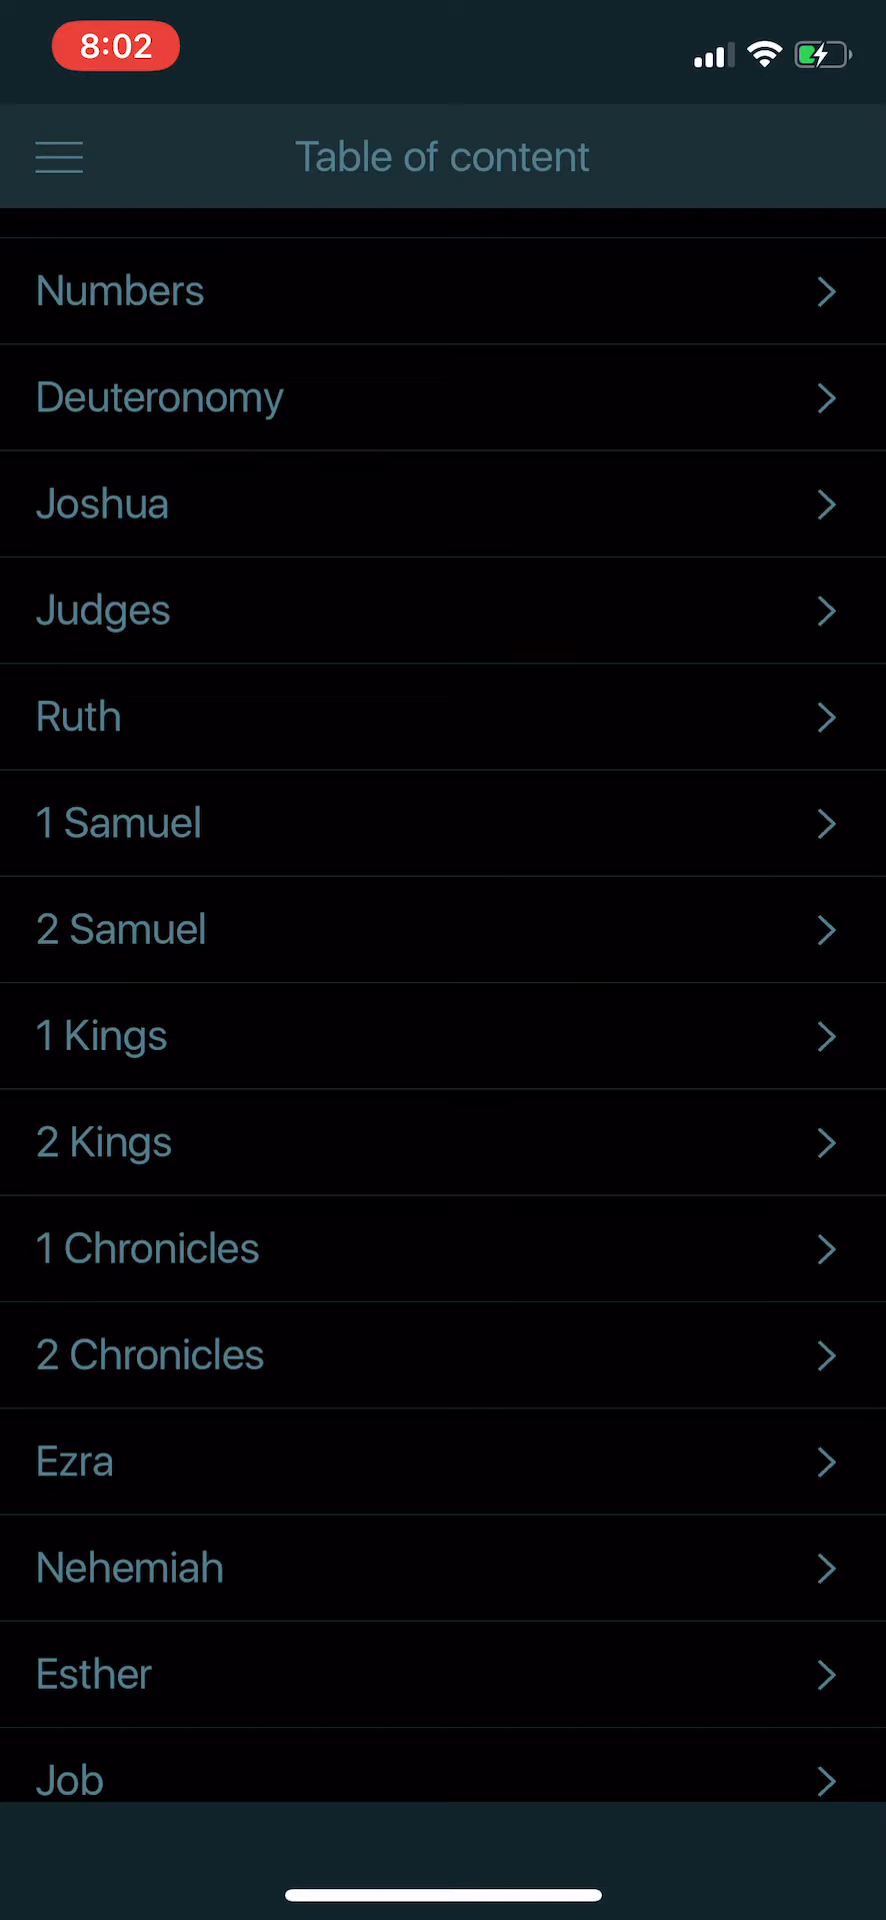 8:02
Table of content
Numbers
Deuteronomy
Joshua
Judges
Ruth
1 Samuel
2 Samuel
1 Kings
2 Kings
1 Chronicles
2 Chronicles
Ezra
Nehemiah
Esther
Job